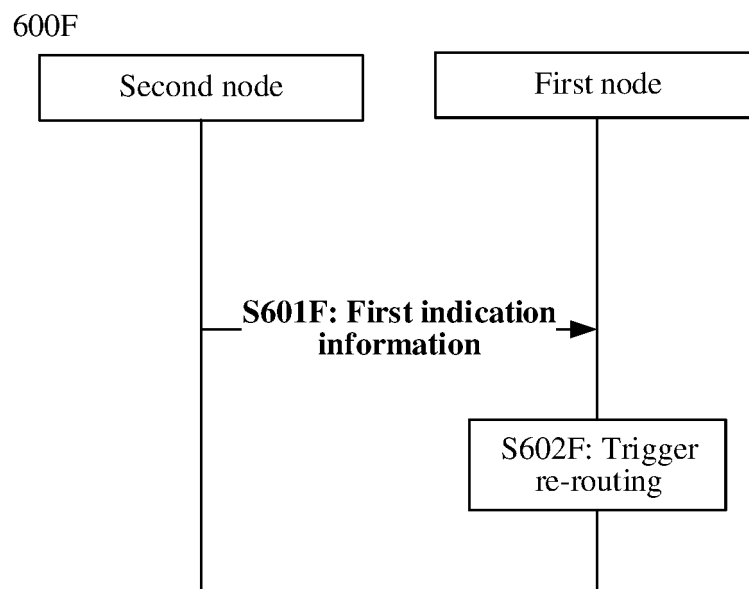 600F
Second node
First node
S601F: First indication
information
S602F: Trigger
re-routing